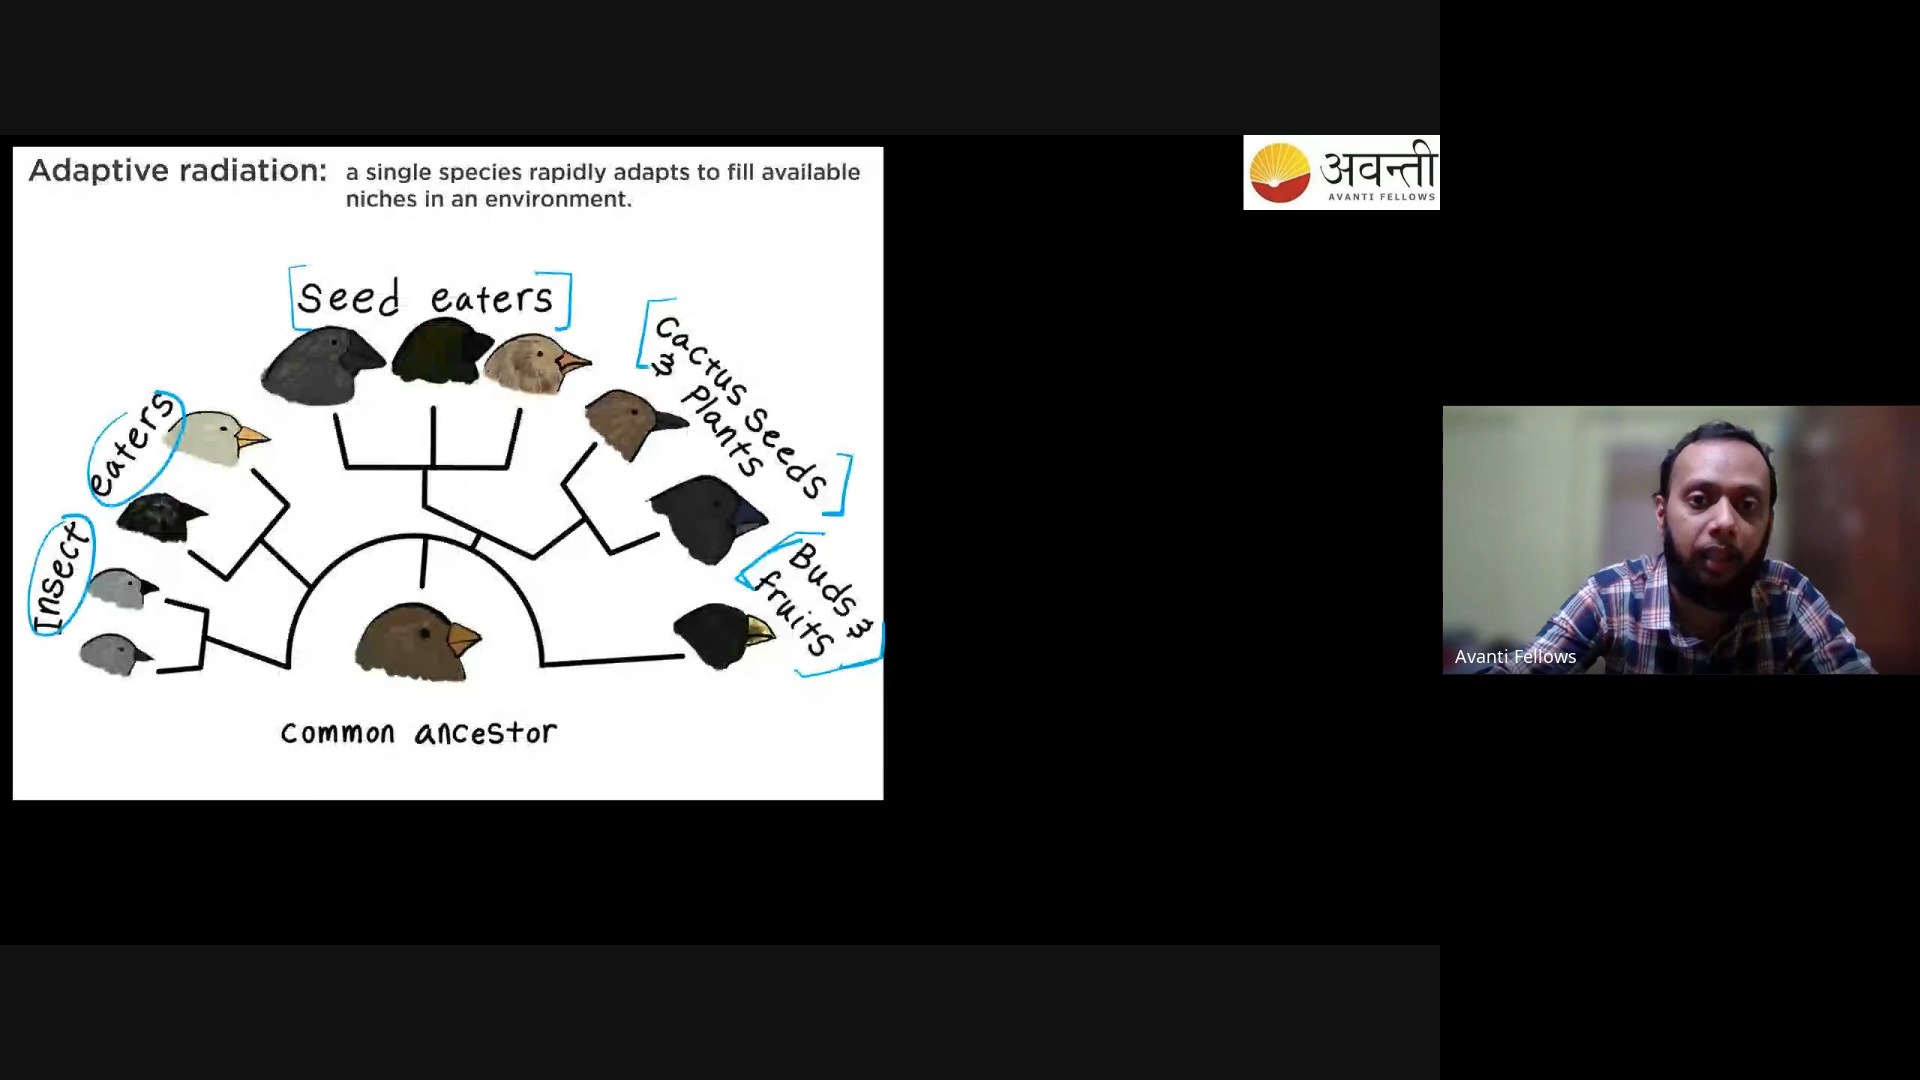 Adaptive radiation: a single species rapidly adapts to fill available
niches in an environment.
Seed eaters
Cactus seeds
& Plants
Buds &
fruits
Insect eaters
common ancestor
अवन्ती
AVANTI FELLOWS
Avanti Fellows